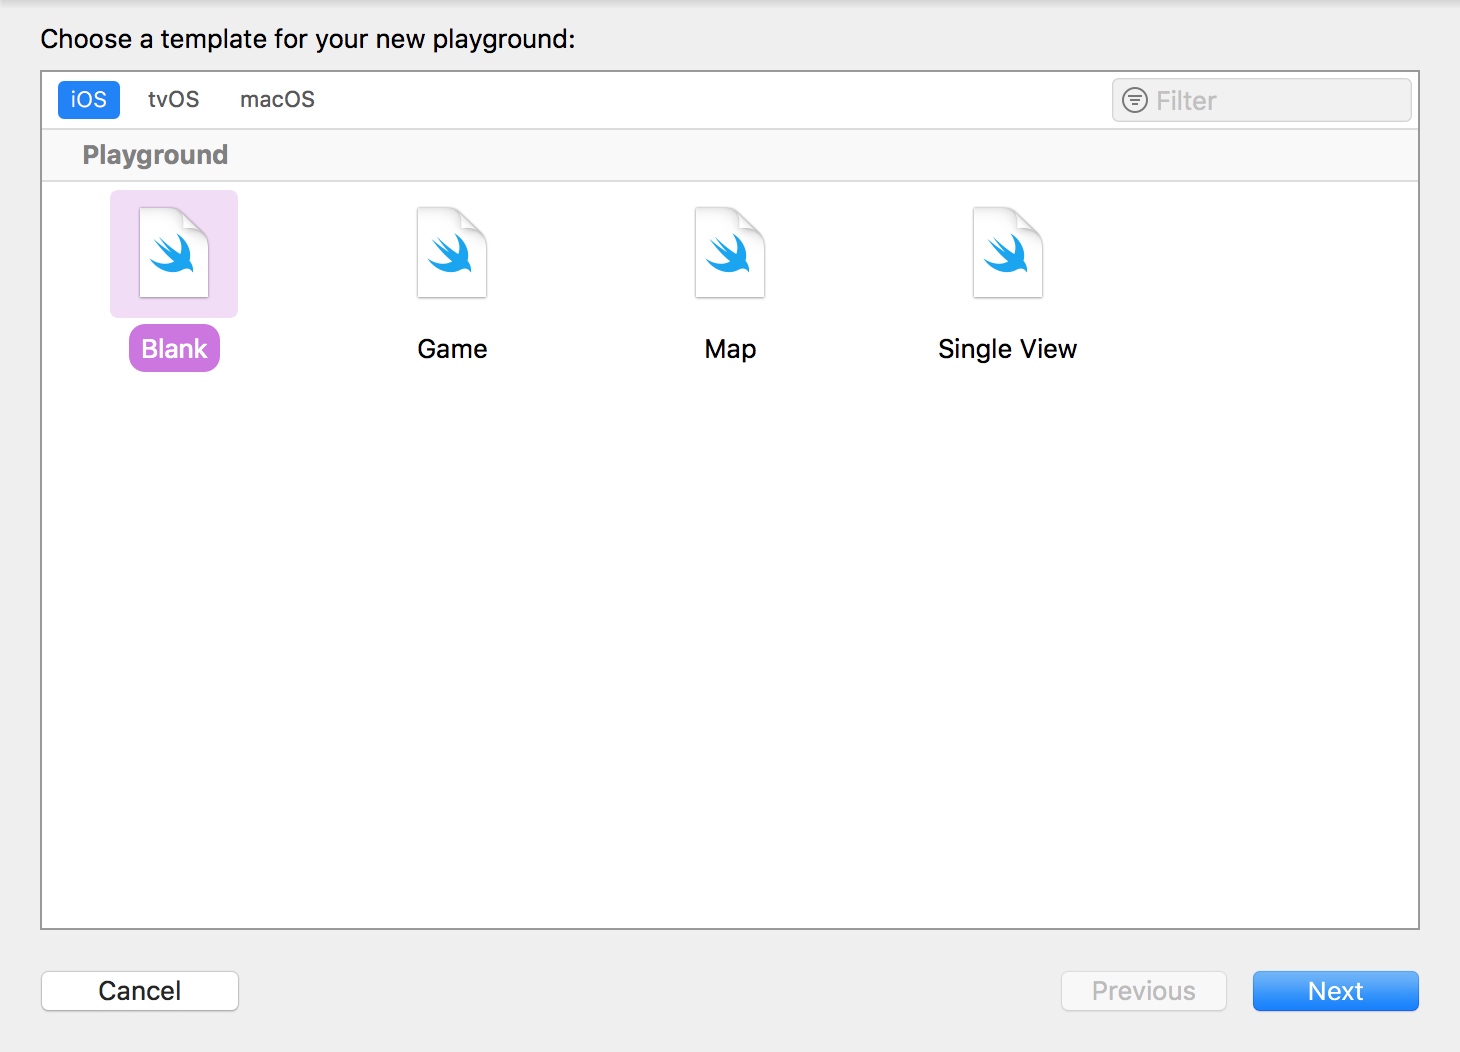 Choose a template for your new playground:
iOS tvOS macOS Filter
Playground
Blank Game Map Single View
Cancel Previous Next